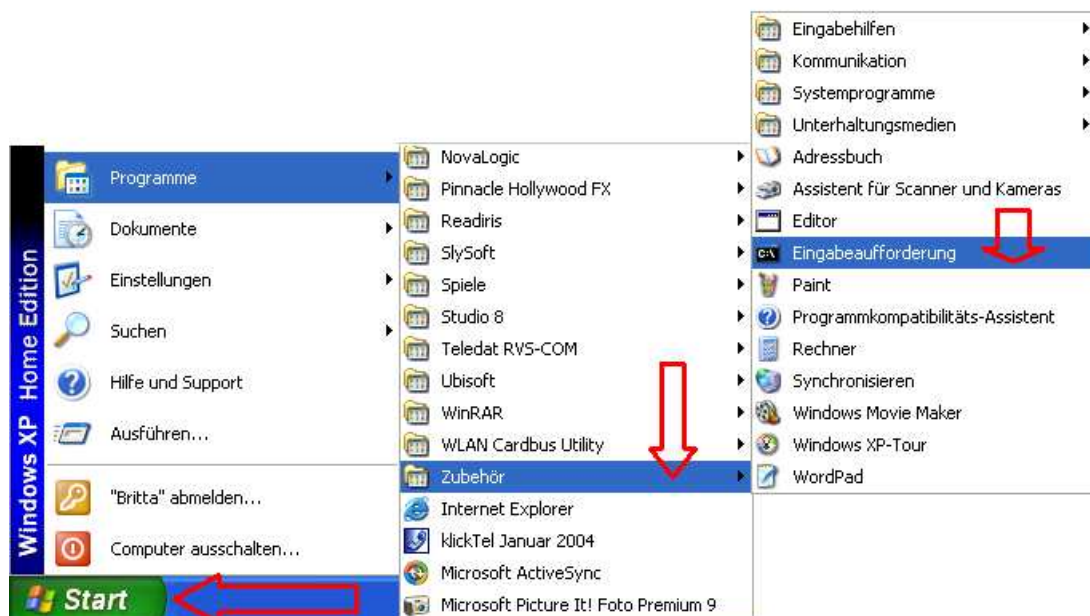 Windows XP Home Edition
Programme
Dokumente
Einstellungen
Suchen
Hilfe und Support
Ausführen...
"Britta" abmelden...
Computer ausschalten...
Start
NovaLogic
Pinnacle Hollywood FX
Readiris
SlySoft
Spiele
Studio 8
Teledat RVS-COM
Ubisoft
WinRAR
WLAN Cardbus Utility
Zubehör
Internet Explorer
klickTel Januar 2004
Microsoft ActiveSync
Microsoft Picture It! Foto Premium 9
Eingabehilfen
Kommunikation
Systemprogramme
Unterhaltungsmedien
Adressbuch
Assistent für Scanner und Kameras
Editor
C:\ Eingabeaufforderung
Paint
Programmkompatibilitäts-Assistent
Rechner
Synchronisieren
Windows Movie Maker
Windows XP-Tour
WordPad